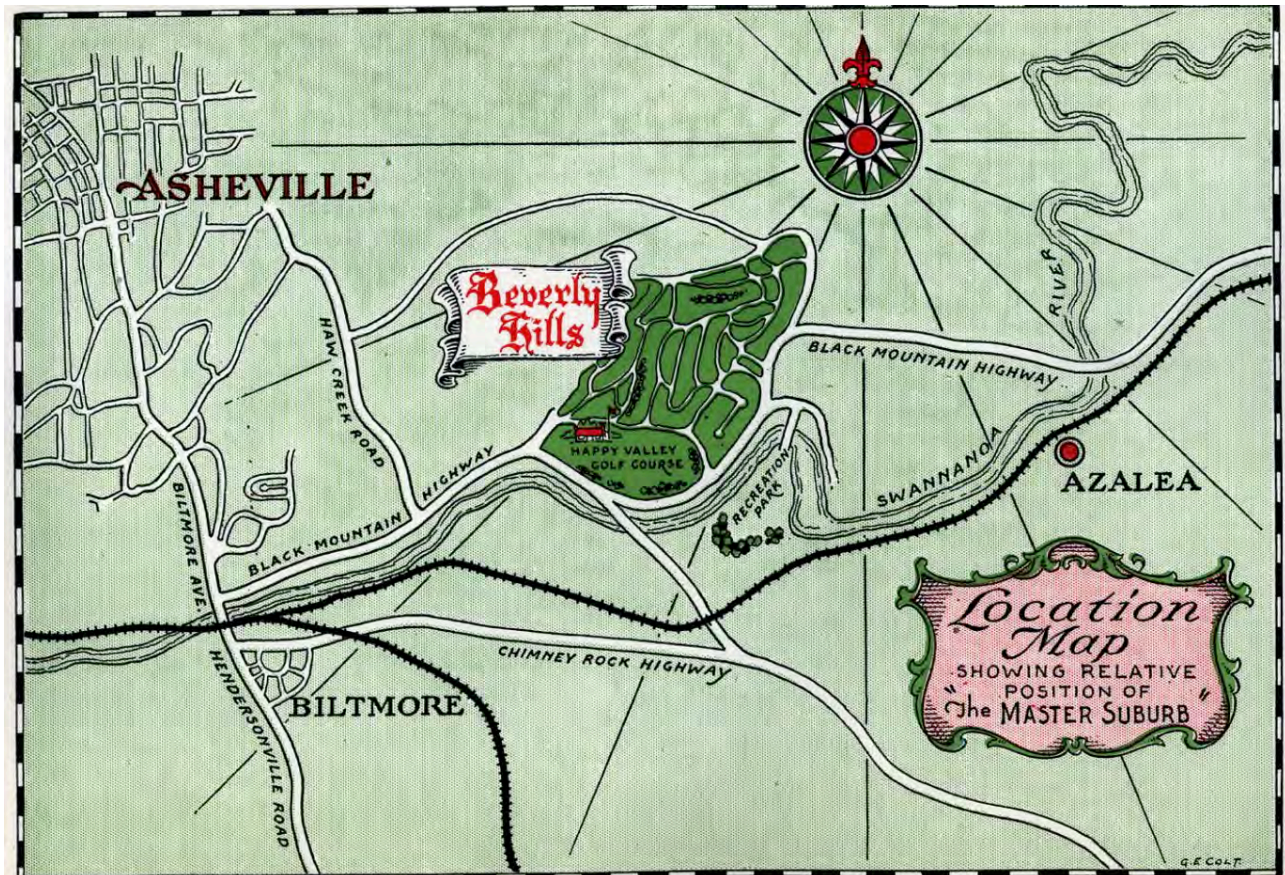 ASHEVILLE
Beverly
Hills
RIVER
HAW CREEK ROAD
BLACK MOUNTAIN HIGHWAY
HAPPY VALLEY
GOLF COURSE
BLACK MOUNTAIN HIGHWAY
RECREATION
PARK
SWANNANOA
AZALEA
BILTMORE AVE.
CHIMNEY ROCK HIGHWAY
BILTMORE
HENDERSONVILLE ROAD
Location
Map
SHOWING RELATIVE
POSITION OF
"The MASTER SUBURB"
G.E COLT.